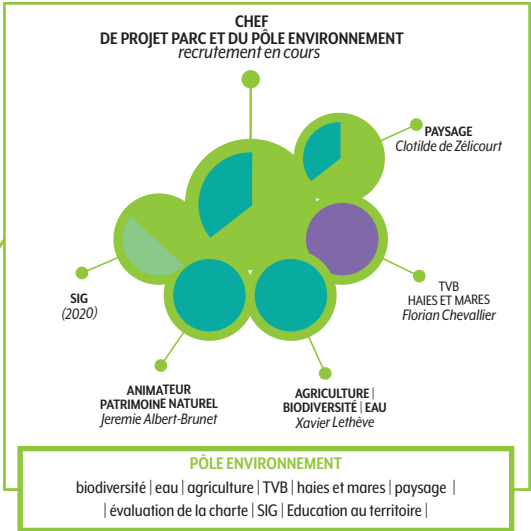 CHEF
DE PROJET PARC ET DU PÔLE ENVIRONNEMENT
recrutement en cours
PAYSAGE
Clotilde de Zélicourt
TVB
HAIES ET MARES
Florian Chevallier
SIG
(2020)
ANIMATEUR
PATRIMOINE NATUREL
Jeremie Albert-Brunet
AGRICULTURE |
BIODIVERSITÉ | EAU
Xavier Lethève
PÔLE ENVIRONNEMENT
biodiversité | eau | agriculture | TVB | haies et mares | paysage |
| évaluation de la charte | SIG | Education au territoire |